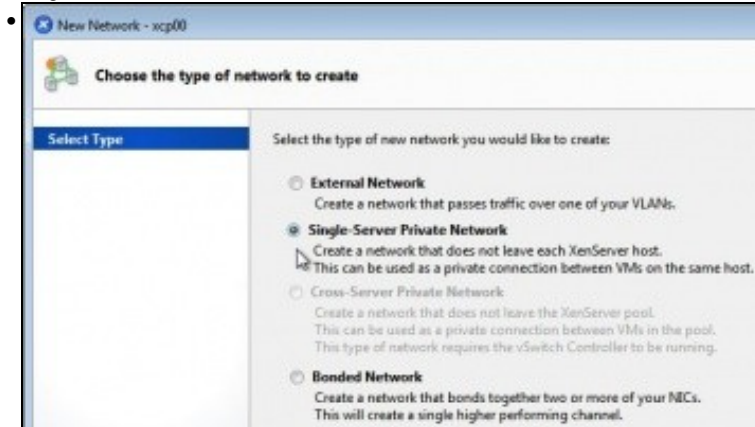 New Network - xcp00
Choose the type of network to create
Select Type
Select the type of new network you would like to create:
External Network
Create a network that passes traffic over one of your VLANs.
Single-Server Private Network
Create a network that does not leave each XenServer host.
This can be used as a private connection between VMs on the same host.
Cross-Server Private Network
Create a network that does not leave the XenServer pool.
This can be used as a private connection between VMs in the pool.
This type of network requires the vSwitch Controller to be running.
Bonded Network
Create a network that bonds together two or more of your NICs.
This will create a single higher performing channel.